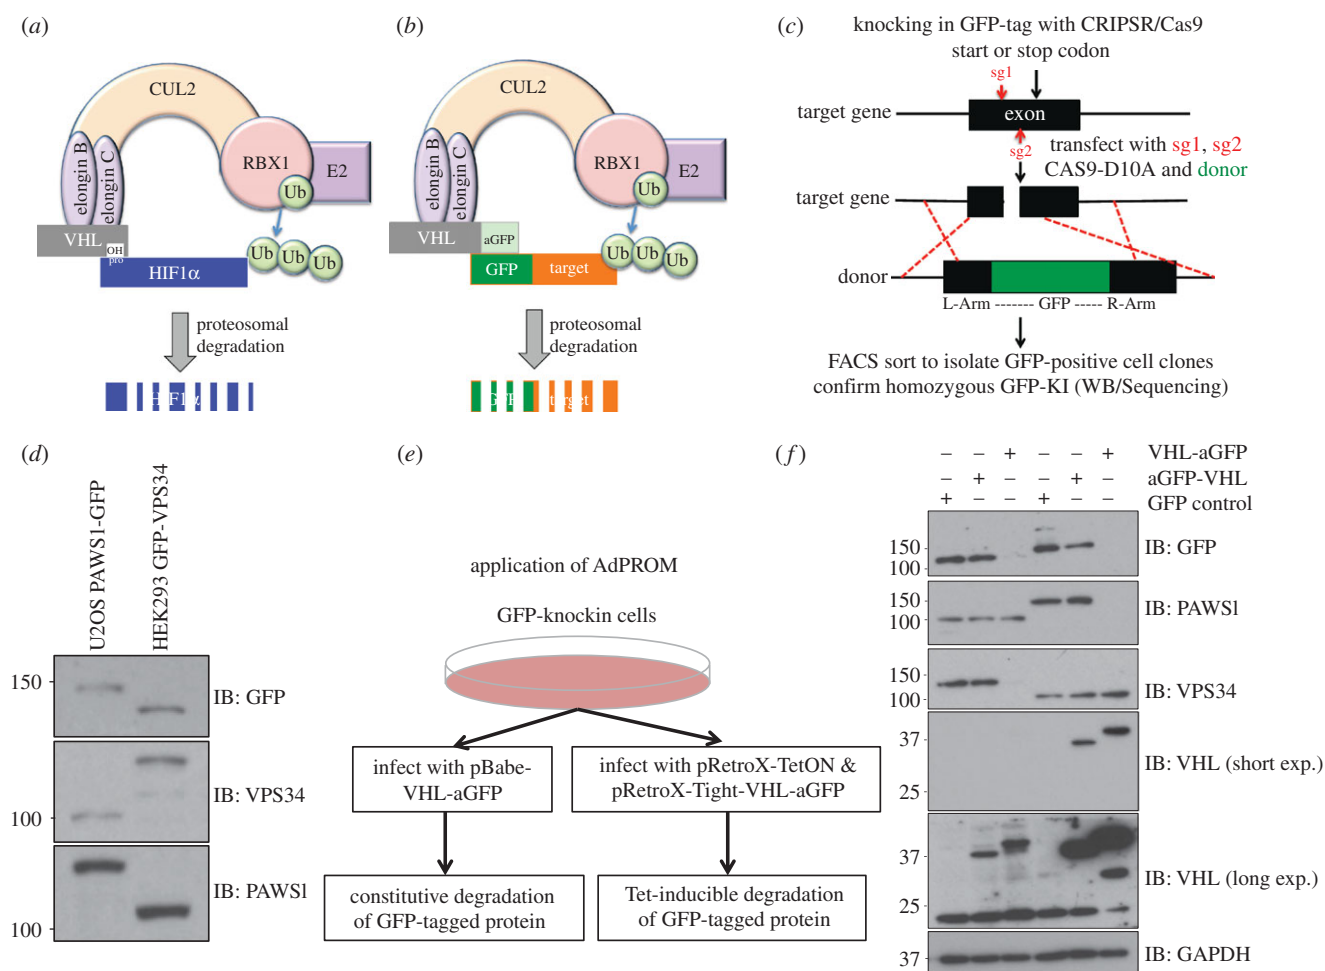 (a)
CUL2
elongin B
elongin C
RBX1
E2
Ub
VHL
OH
pro
HIF1α
Ub
Ub
Ub
proteosomal
degradation
HIF1α
(b)
CUL2
elongin B
elongin C
RBX1
E2
Ub
VHL
aGFP
GFP
target
Ub
Ub
Ub
proteosomal
degradation
GFP
target
(c)
knocking in GFP-tag with CRIPSR/Cas9
start or stop codon
sg1
target gene
exon
sg2
transfect with sg1, sg2
CAS9-D10A and donor
target gene
donor
L-Arm ------- GFP ----- R-Arm
FACS sort to isolate GFP-positive cell clones
confirm homozygous GFP-KI (WB/Sequencing)
(d)
U2OS PAWS1-GFP
HEK293 GFP-VPS34
150
IB: GFP
IB: VPS34
100
IB: PAWS1
100
(e)
application of AdPROM
GFP-knockin cells
infect with pBabe-
VHL-aGFP
infect with pRetroX-TetON &
pRetroX-Tight-VHL-aGFP
constitutive degradation
of GFP-tagged protein
Tet-inducible degradation
of GFP-tagged protein
(f)
– – + – – + VHL-aGFP
– + – – + – aGFP-VHL
+ – – + – – GFP control
150
100
IB: GFP
150
100
IB: PAWS1
150
100
IB: VPS34
37
25
IB: VHL (short exp.)
37
25
IB: VHL (long exp.)
37
IB: GAPDH